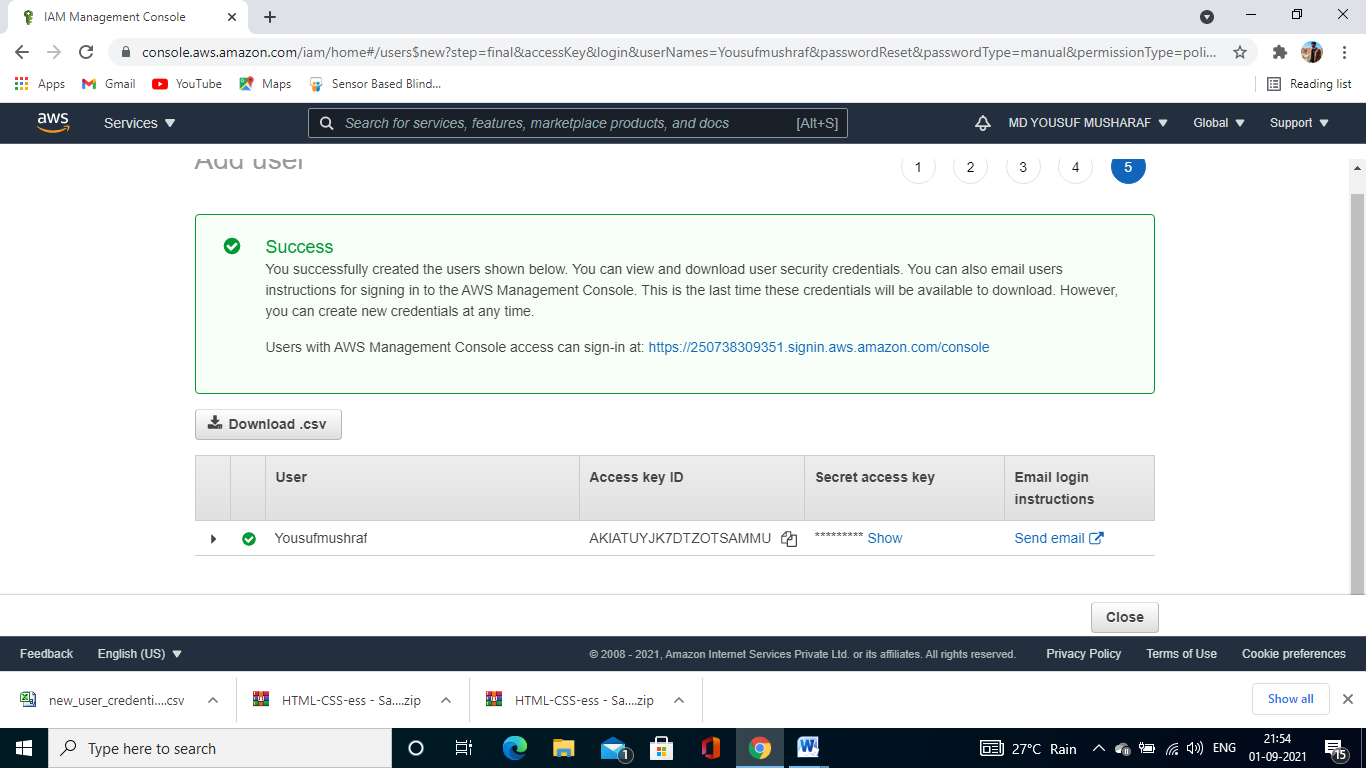 IAM Management Console
console.aws.amazon.com/iam/home#/users$new?step=final&accessKey&login&userNames=Yousufmushraf&passwordReset&passwordType=manual&permissionType=poli...
Apps Gmail YouTube Maps Sensor Based Blind... Reading list
aws Services Search for services, features, marketplace products, and docs [Alt+S] MD YOUSUF MUSHARAF Global Support
Add user 1 2 3 4 5
Success
You successfully created the users shown below. You can view and download user security credentials. You can also email users
instructions for signing in to the AWS Management Console. This is the last time these credentials will be available to download. However,
you can create new credentials at any time.
Users with AWS Management Console access can sign-in at: https://250738309351.signin.aws.amazon.com/console
Download .csv
User Access key ID Secret access key Email login
instructions
Yousufmushraf AKIATUYJK7DTZOTSAMMU ********* Show Send email
Close
Feedback English (US) © 2008 - 2021, Amazon Internet Services Private Ltd. or its affiliates. All rights reserved. Privacy Policy Terms of Use Cookie preferences
new_user_credenti....csv HTML-CSS-ess - Sa....zip HTML-CSS-ess - Sa....zip Show all
Type here to search 1 27°C Rain ENG 21:54
01-09-2021 15